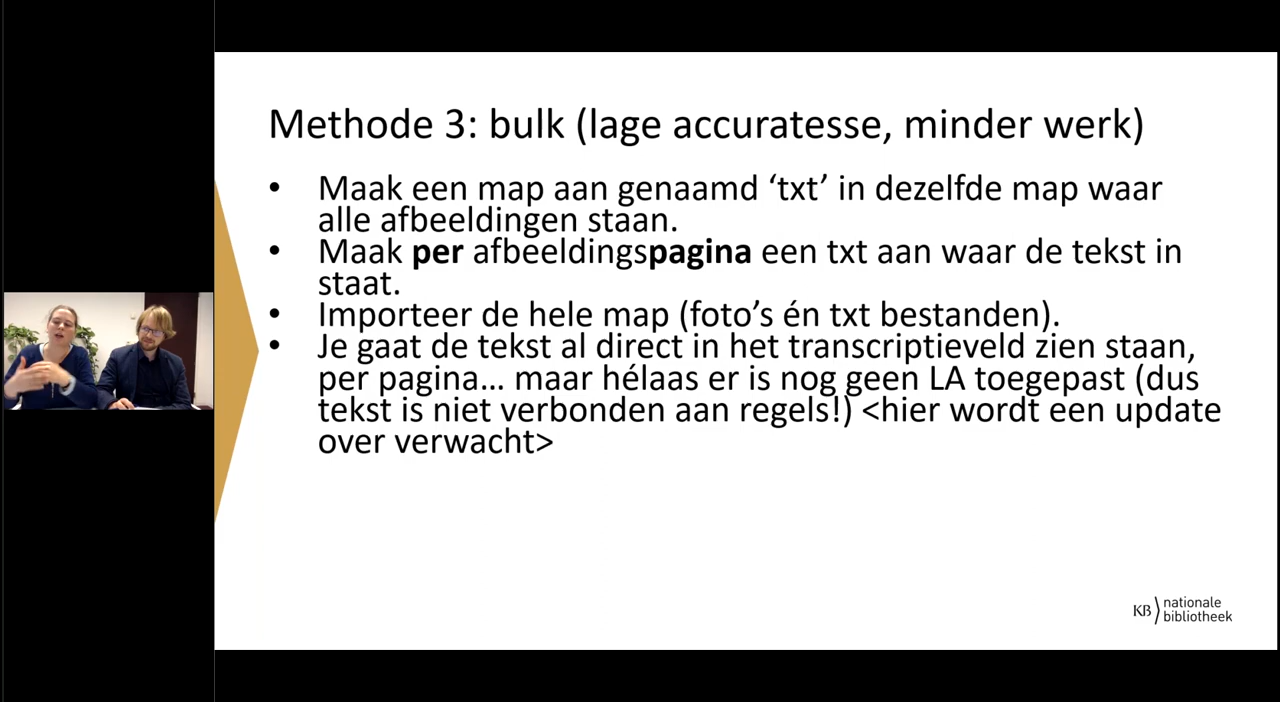 Methode 3: bulk (lage accuratesse, minder werk)
• Maak een map aan genaamd ‘txt’ in dezelfde map waar
alle afbeeldingen staan.
• Maak per afbeeldingspagina een txt aan waar de tekst in
staat.
• Importeer de hele map (foto’s én txt bestanden).
• Je gaat de tekst al direct in het transcriptieveld zien staan,
per pagina... maar hélaas er is nog geen LA toegepast (dus
tekst is niet verbonden aan regels!) <hier wordt een update
over verwacht>
KB nationale
bibliotheek